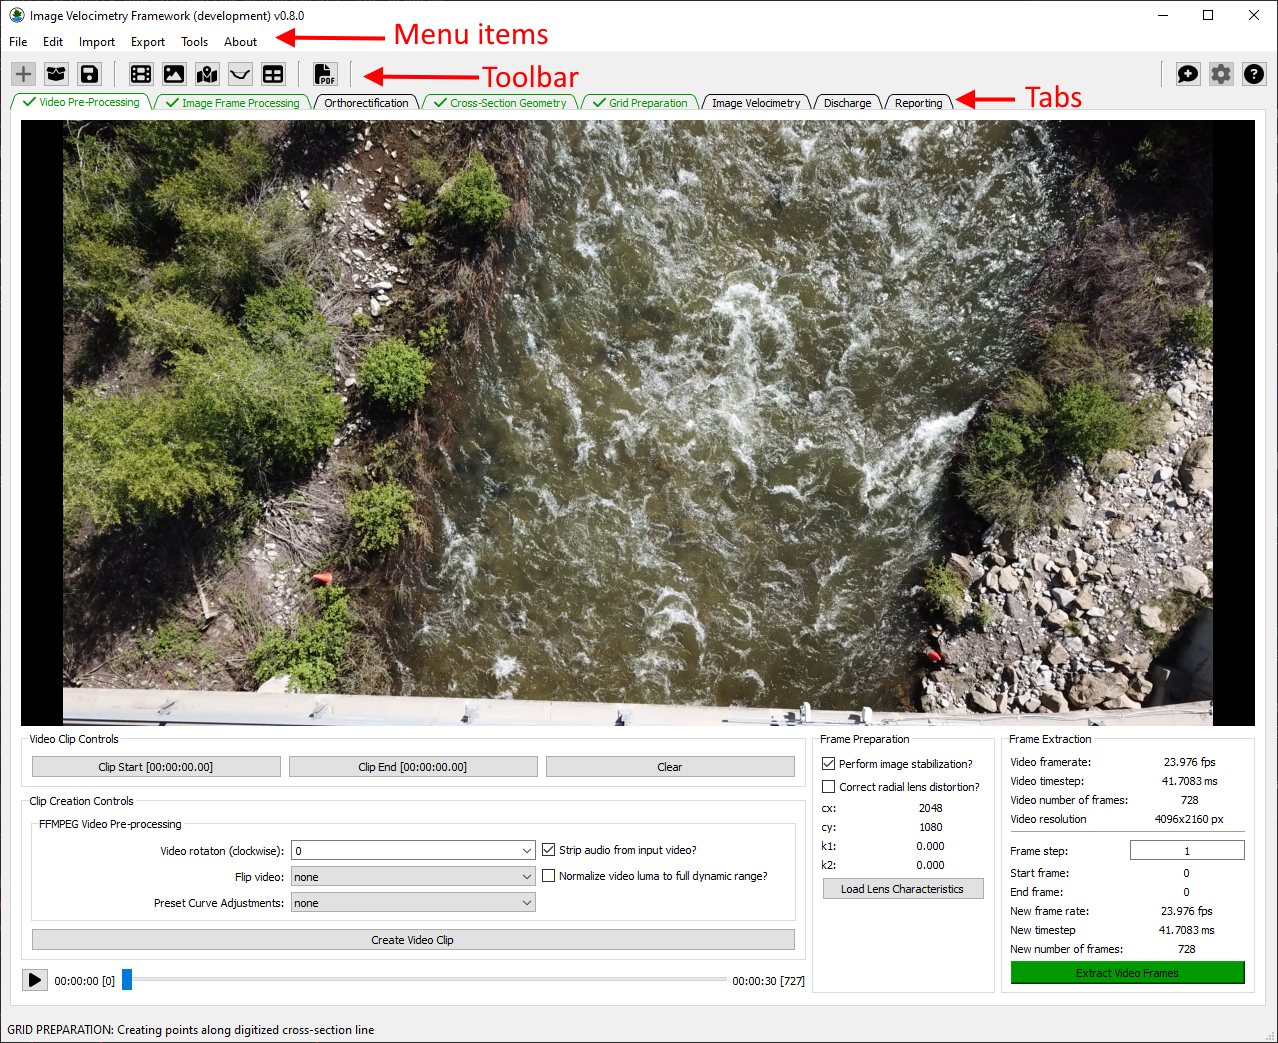 Image Velocimetry Framework (development) v0.8.0
File Edit Import Export Tools About
Menu items
PDF
Toolbar
Video Pre-Processing Image Frame Processing Orthorectification Cross-Section Geometry Grid Preparation Image Velocimetry Discharge Reporting
Tabs
Video Clip Controls
Clip Start [00:00:00.00] Clip End [00:00:00.00] Clear
Clip Creation Controls
FFMPEG Video Pre-processing
Video rotaton (clockwise): 0 Strip audio from input video?
Flip video: none Normalize video luma to full dynamic range?
Preset Curve Adjustments: none
Create Video Clip
00:00:00 [0] 00:00:30 [727]
Frame Preparation
Perform image stabilization?
Correct radial lens distortion?
cx: 2048
cy: 1080
k1: 0.000
k2: 0.000
Load Lens Characteristics
Frame Extraction
Video framerate: 23.976 fps
Video timestep: 41.7083 ms
Video number of frames: 728
Video resolution 4096x2160 px
Frame step: 1
Start frame: 0
End frame: 0
New frame rate: 23.976 fps
New timestep 41.7083 ms
New number of frames: 728
Extract Video Frames
GRID PREPARATION: Creating points along digitized cross-section line